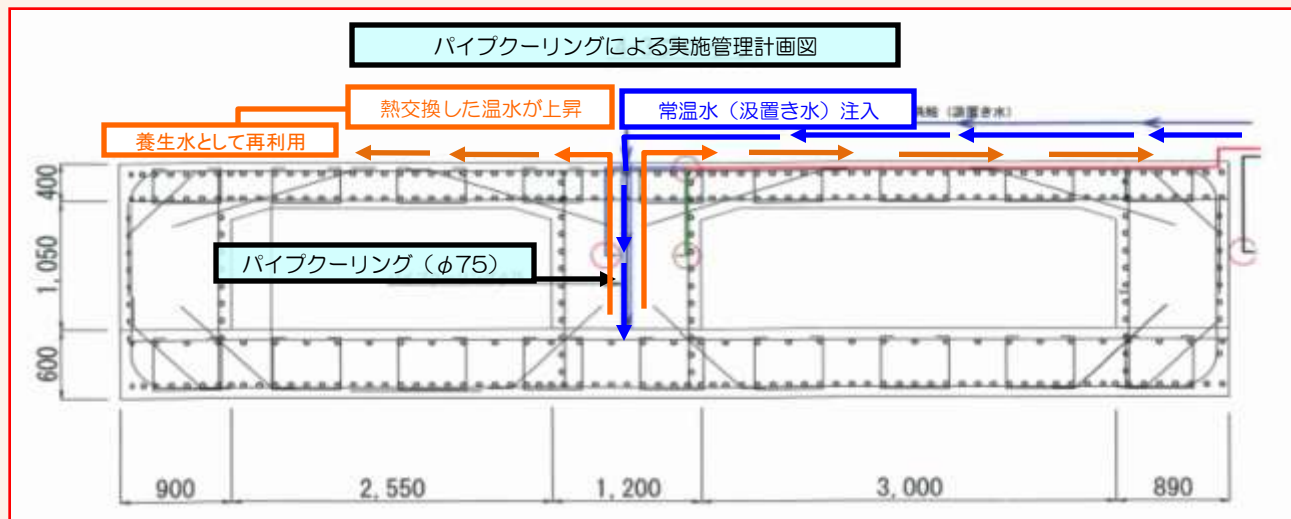 パイプクーリングによる実施管理計画図
熱交換した温水が上昇
常温水（汲置き水）注入
養生水として再利用
400
1,050
600
パイプクーリング（φ75）
900
2,550
1,200
3,000
890